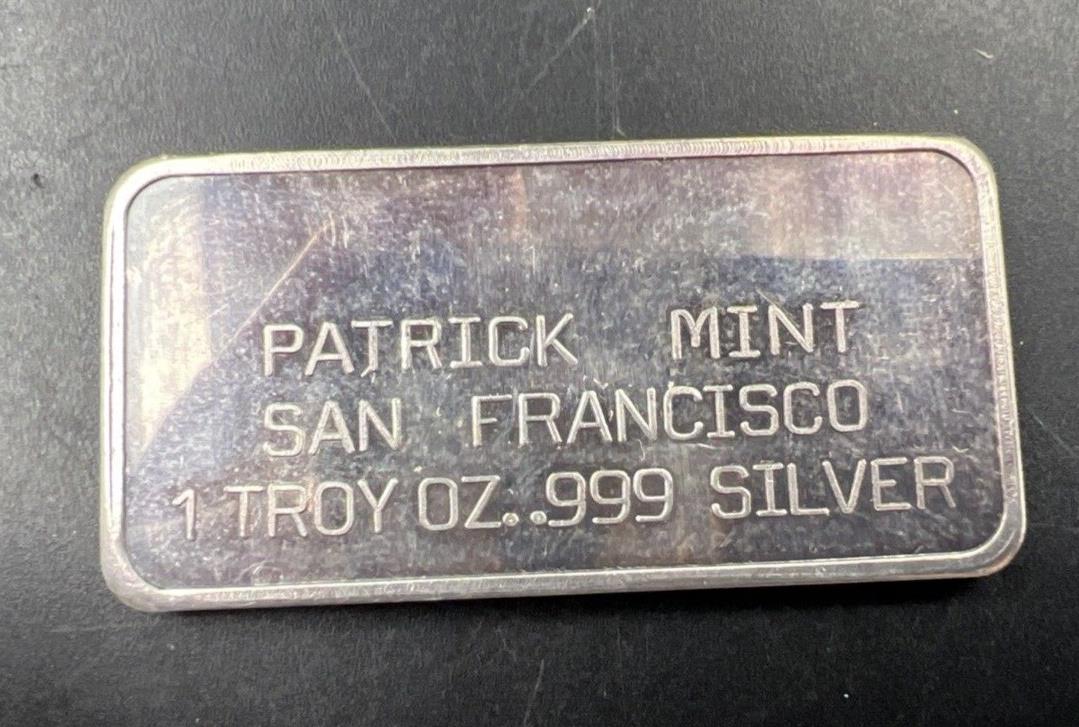 PATRICK MINT
SAN FRANCISCO
1 TROY OZ..999 SILVER